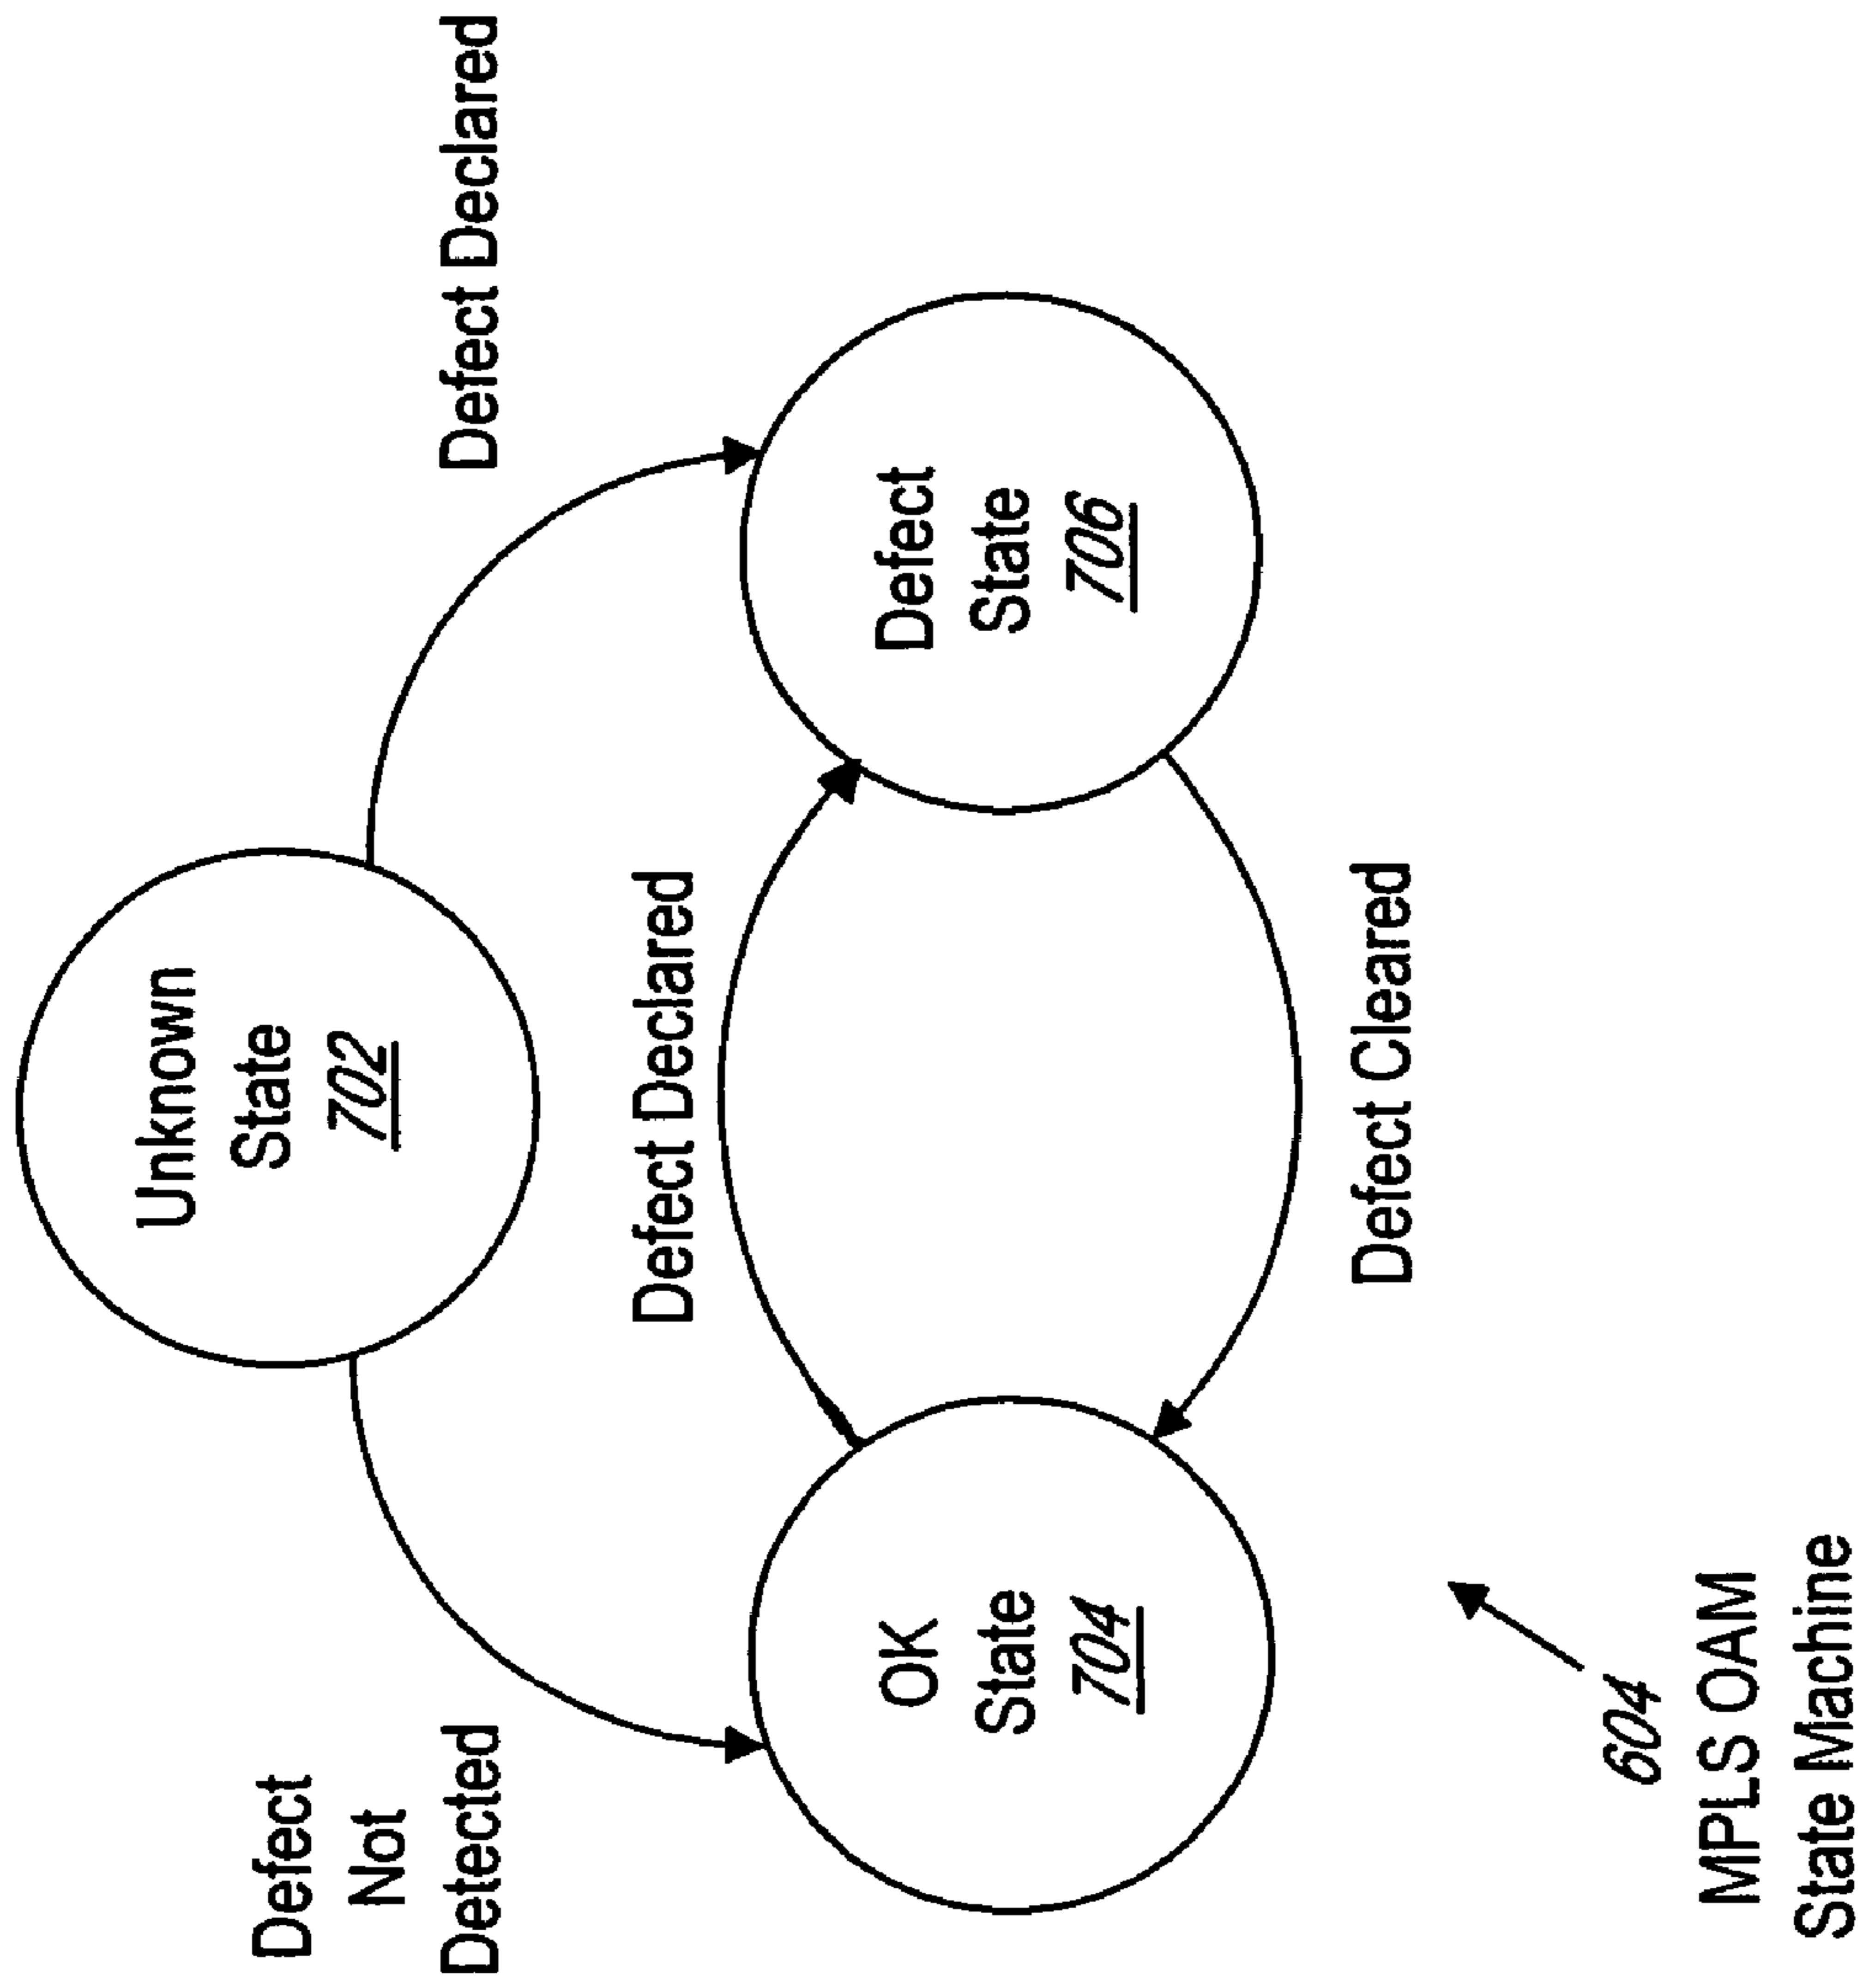 Unknown
State
702
Defect
Not
Detected
Defect Declared
Defect Declared
OK
State
704
Defect
State
706
Defect Cleared
604
MPLS OAM
State Machine